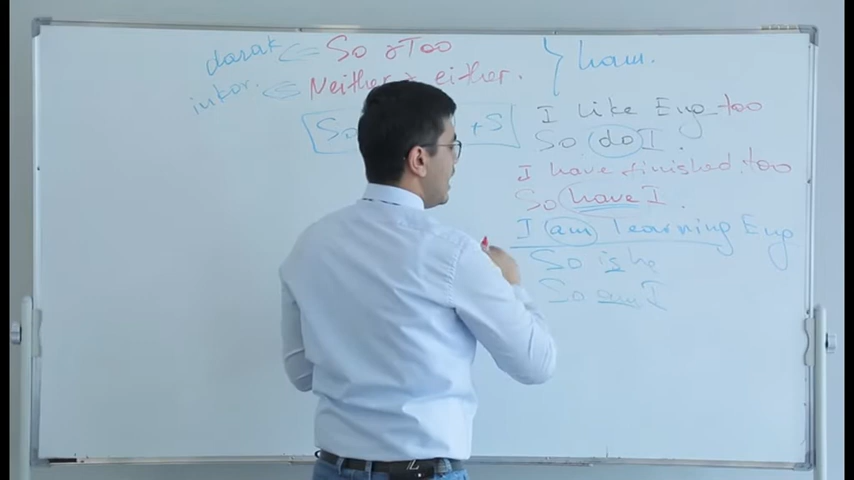 darak So & Too ham.
inkor. Neither & either.
So +S
I like Eng too
So do I.
I have finished. too
So have I.
I am learning Eng
So is he
So am I